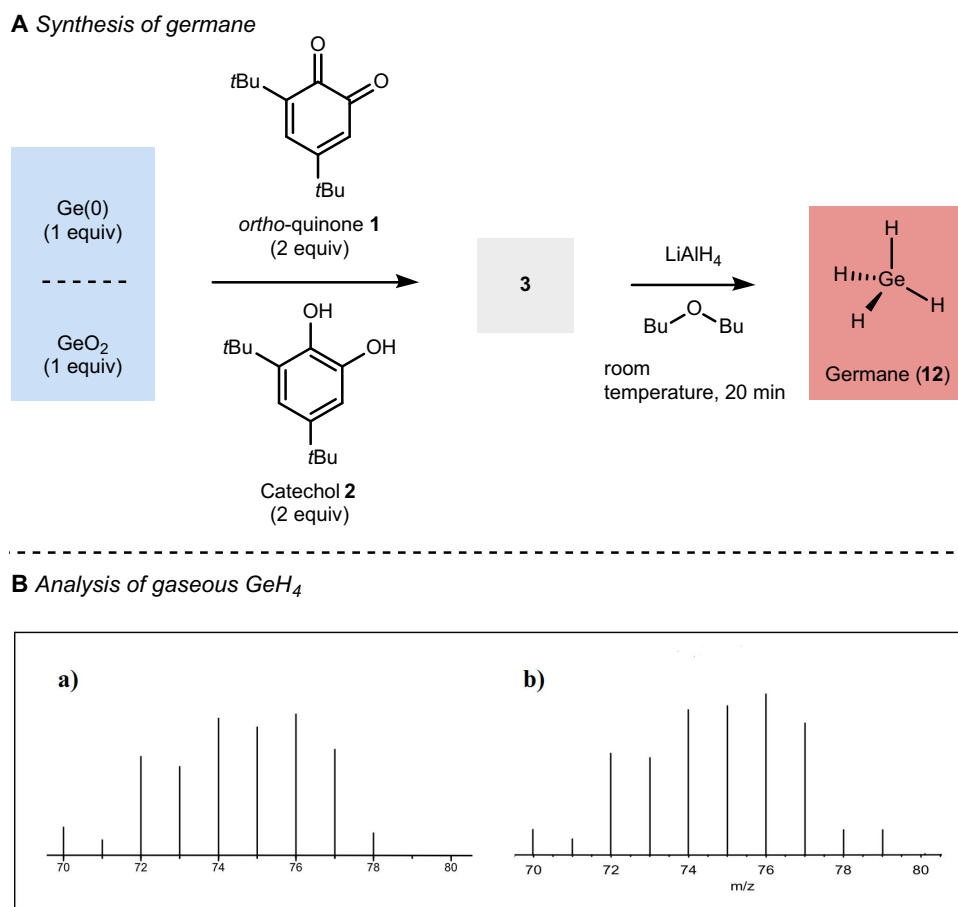 A Synthesis of germane
O
O
tBu
tBu
ortho-quinone 1
(2 equiv)
Ge(0)
(1 equiv)
GeO2
(1 equiv)
OH
OH
tBu
tBu
Catechol 2
(2 equiv)
3
LiAlH4
O
Bu Bu
room
temperature, 20 min
H
H Ge
H
H
Germane (12)
B Analysis of gaseous GeH4
a)
70 72 74 76 78 80
b)
70 72 74 76 78 80
m/z